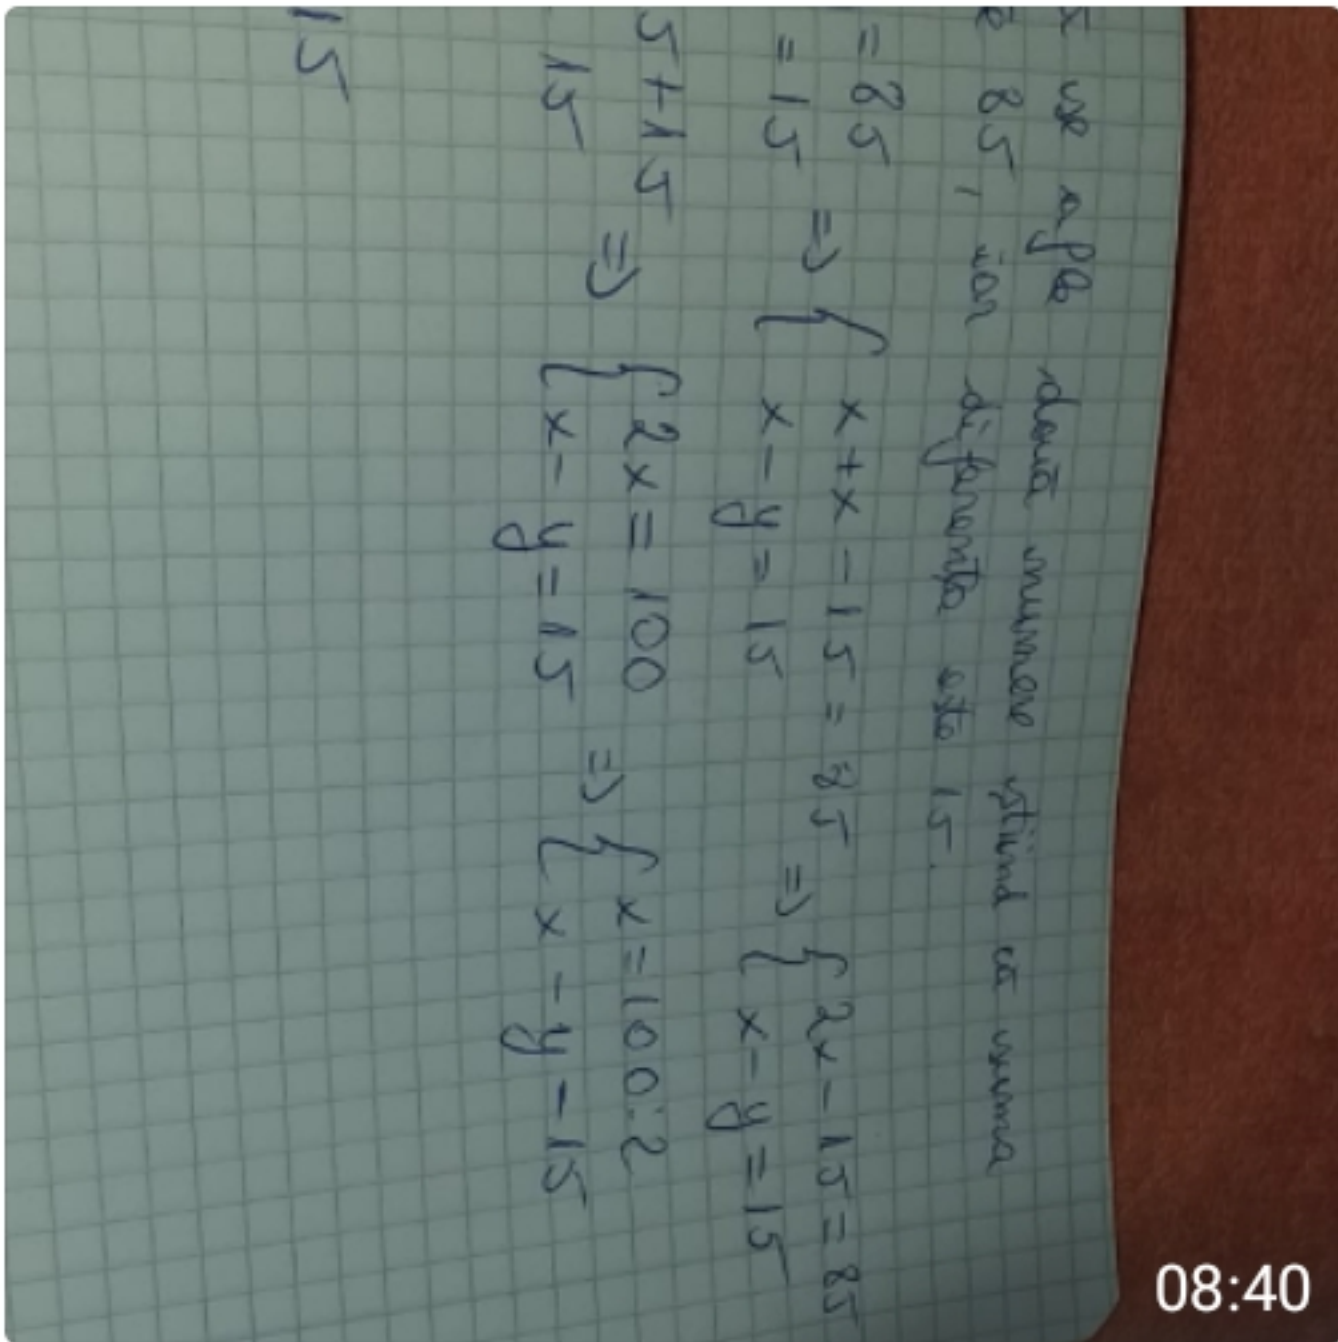 se afle două numere știind că suma
e 85, iar diferența este 15.
= 85 => { x + x - 15 = 85 => { 2x - 15 = 85
= 15 x - y = 15 { x - y = 15
5 + 15 => { 2x = 100 => { x = 100 : 2
15 { x - y = 15 { x - y - 15
15
08:40